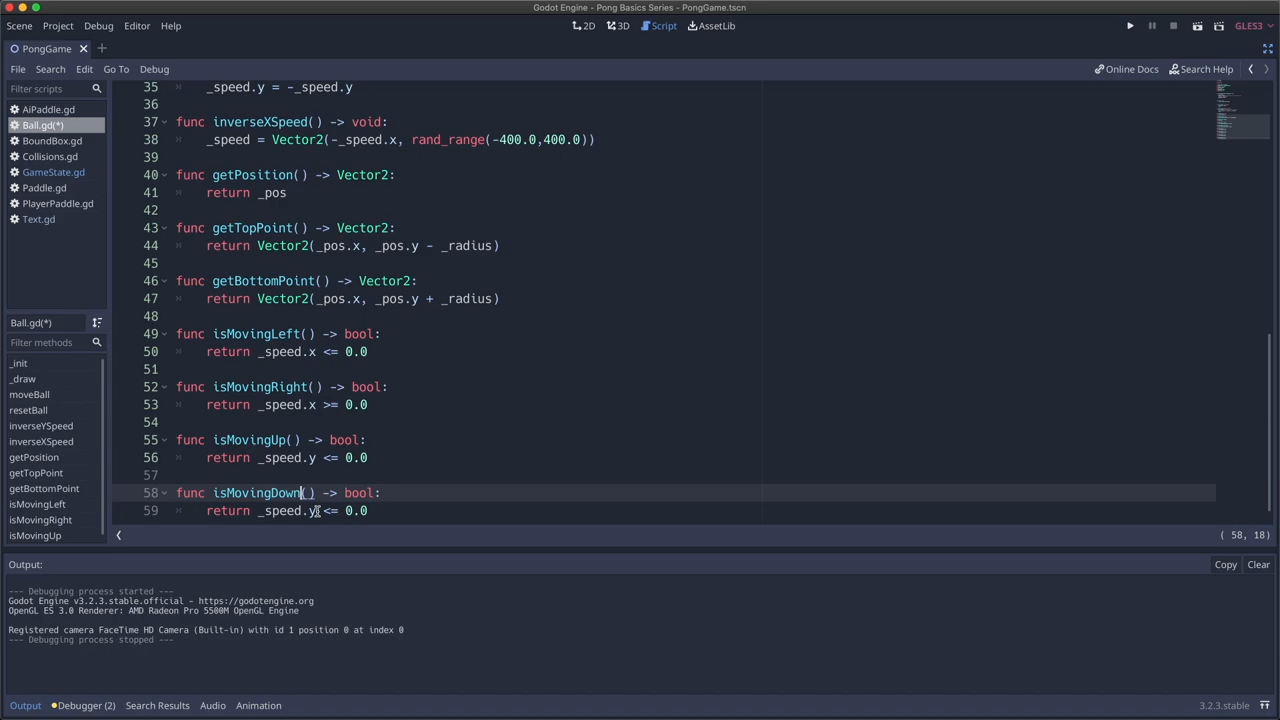 Godot Engine - Pong Basics Series - PongGame.tscn
Scene Project Debug Editor Help 2D 3D Script AssetLib GLES3
PongGame
File Search Edit Go To Debug Online Docs Search Help
Filter scripts
AiPaddle.gd
Ball.gd(*)
BoundBox.gd
Collisions.gd
GameState.gd
Paddle.gd
PlayerPaddle.gd
Text.gd
Ball.gd(*)
Filter methods
_init
_draw
moveBall
resetBall
inverseYSpeed
inverseXSpeed
getPosition
getTopPoint
getBottomPoint
isMovingLeft
isMovingRight
isMovingUp
35 _speed.y = -_speed.y
36
37 func inverseXSpeed() -> void:
38 _speed = Vector2(-_speed.x, rand_range(-400.0,400.0))
39
40 func getPosition() -> Vector2:
41 return _pos
42
43 func getTopPoint() -> Vector2:
44 return Vector2(_pos.x, _pos.y - _radius)
45
46 func getBottomPoint() -> Vector2:
47 return Vector2(_pos.x, _pos.y + _radius)
48
49 func isMovingLeft() -> bool:
50 return _speed.x <= 0.0
51
52 func isMovingRight() -> bool:
53 return _speed.x >= 0.0
54
55 func isMovingUp() -> bool:
56 return _speed.y <= 0.0
57
58 func isMovingDown() -> bool:
59 return _speed.y <= 0.0
( 58, 18)
Output: Copy Clear
--- Debugging process started ---
Godot Engine v3.2.3.stable.official - https://godotengine.org
OpenGL ES 3.0 Renderer: AMD Radeon Pro 5500M OpenGL Engine
Registered camera FaceTime HD Camera (Built-in) with id 1 position 0 at index 0
--- Debugging process stopped ---
Output Debugger (2) Search Results Audio Animation 3.2.3.stable